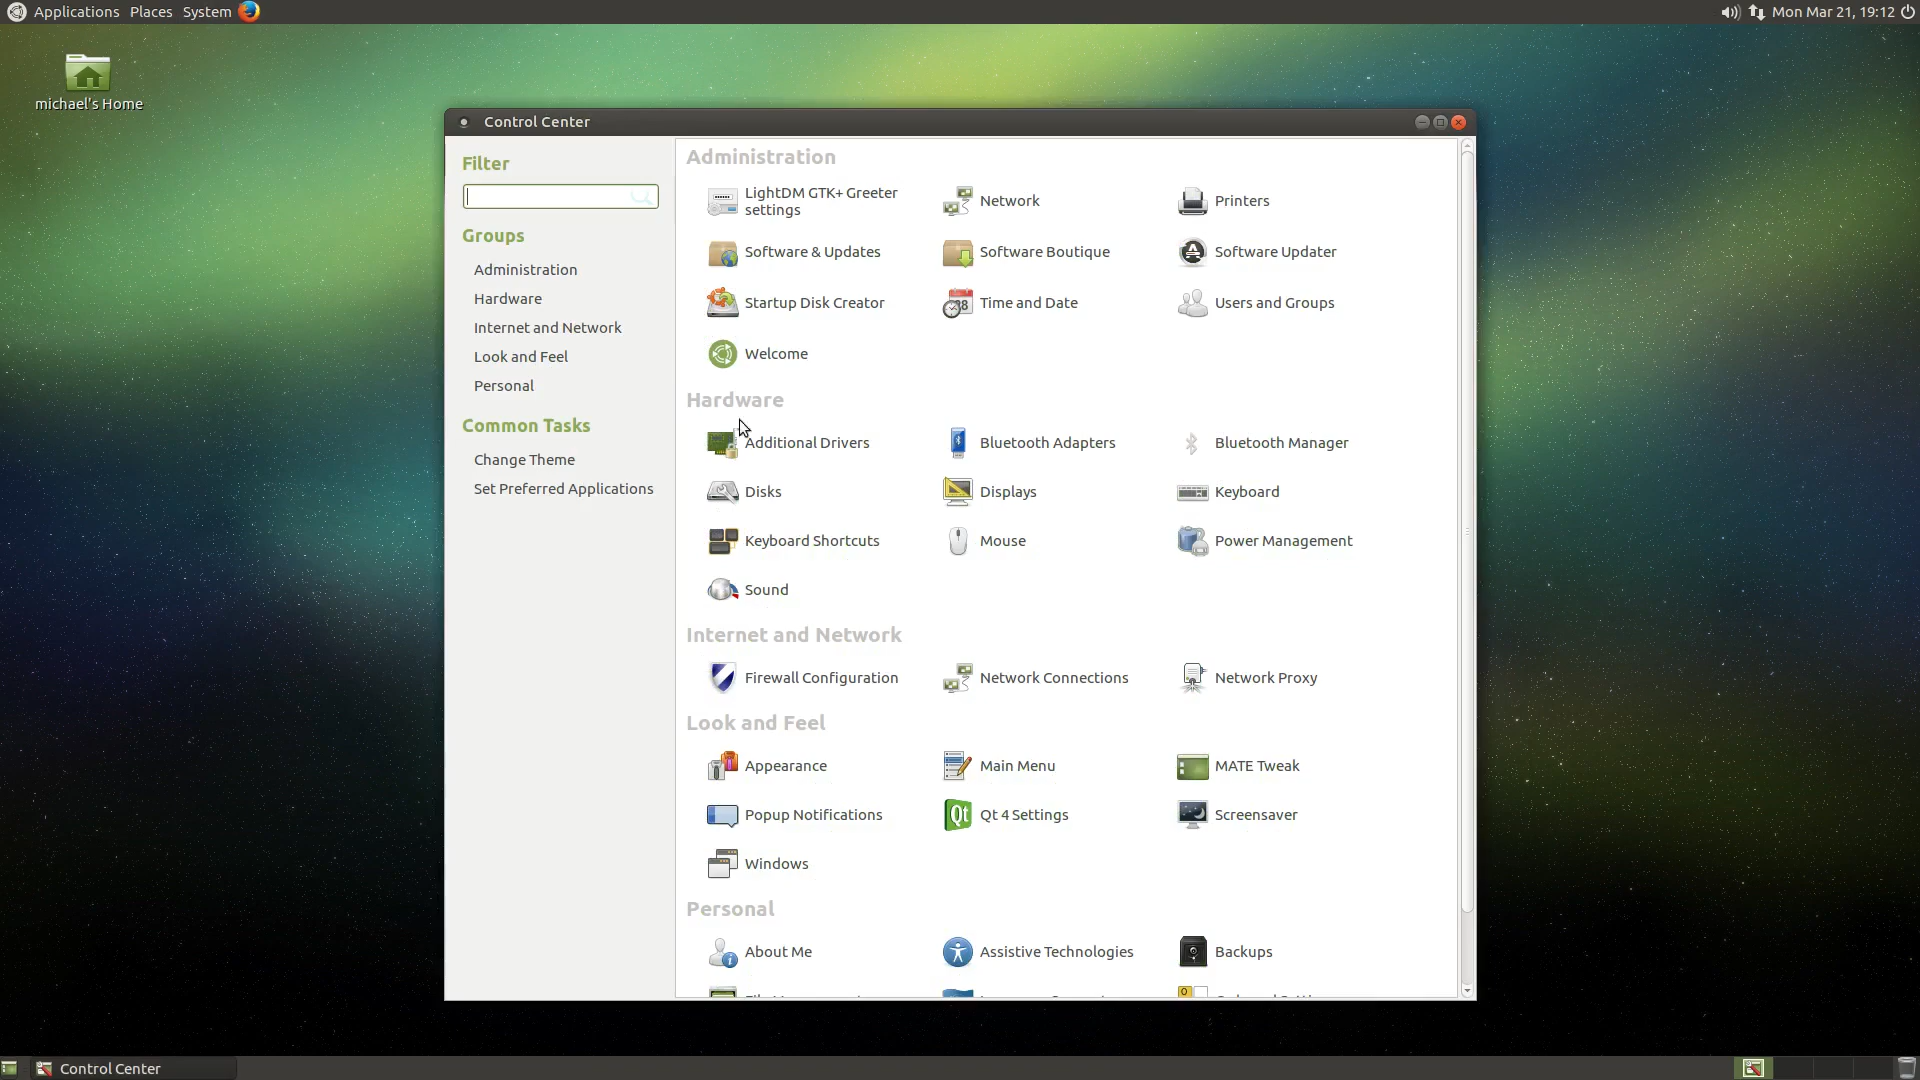 Applications Places System
Mon Mar 21, 19:12
michael's Home
Control Center
Filter
Groups
Administration
Hardware
Internet and Network
Look and Feel
Personal
Common Tasks
Change Theme
Set Preferred Applications
Administration
LightDM GTK+ Greeter
settings
Network
Printers
Software & Updates
Software Boutique
Software Updater
Startup Disk Creator
Time and Date
Users and Groups
Welcome
Hardware
Additional Drivers
Bluetooth Adapters
Bluetooth Manager
Disks
Displays
Keyboard
Keyboard Shortcuts
Mouse
Power Management
Sound
Internet and Network
Firewall Configuration
Network Connections
Network Proxy
Look and Feel
Appearance
Main Menu
MATE Tweak
Popup Notifications
Qt 4 Settings
Screensaver
Windows
Personal
About Me
Assistive Technologies
Backups
Control Center